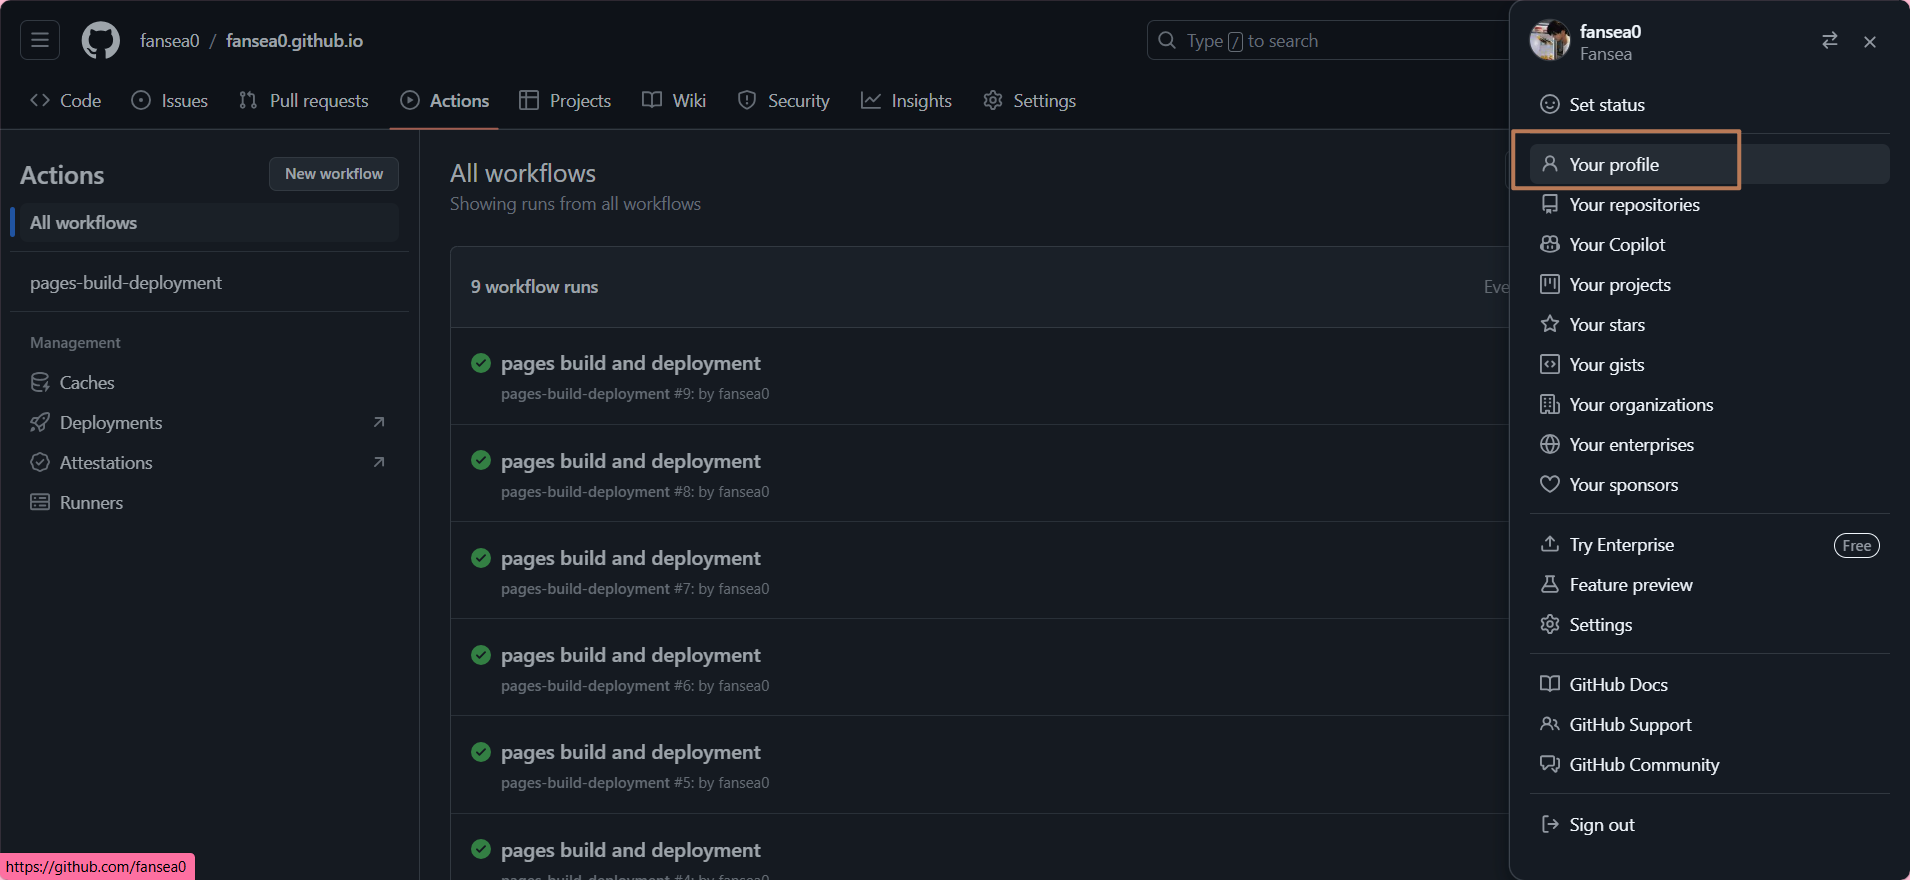 fansea0 / fansea0.github.io
Type / to search
Code
Issues
Pull requests
Actions
Projects
Wiki
Security
Insights
Settings
Actions
New workflow
All workflows
pages-build-deployment
Management
Caches
Deployments
Attestations
Runners
All workflows
Showing runs from all workflows
9 workflow runs
Eve
pages build and deployment
pages-build-deployment #9: by fansea0
pages build and deployment
pages-build-deployment #8: by fansea0
pages build and deployment
pages-build-deployment #7: by fansea0
pages build and deployment
pages-build-deployment #6: by fansea0
pages build and deployment
pages-build-deployment #5: by fansea0
pages build and deployment
pages-build-deployment #4: by fansea0
fansea0
Fansea
Set status
Your profile
Your repositories
Your Copilot
Your projects
Your stars
Your gists
Your organizations
Your enterprises
Your sponsors
Try Enterprise
Free
Feature preview
Settings
GitHub Docs
GitHub Support
GitHub Community
Sign out
https://github.com/fansea0